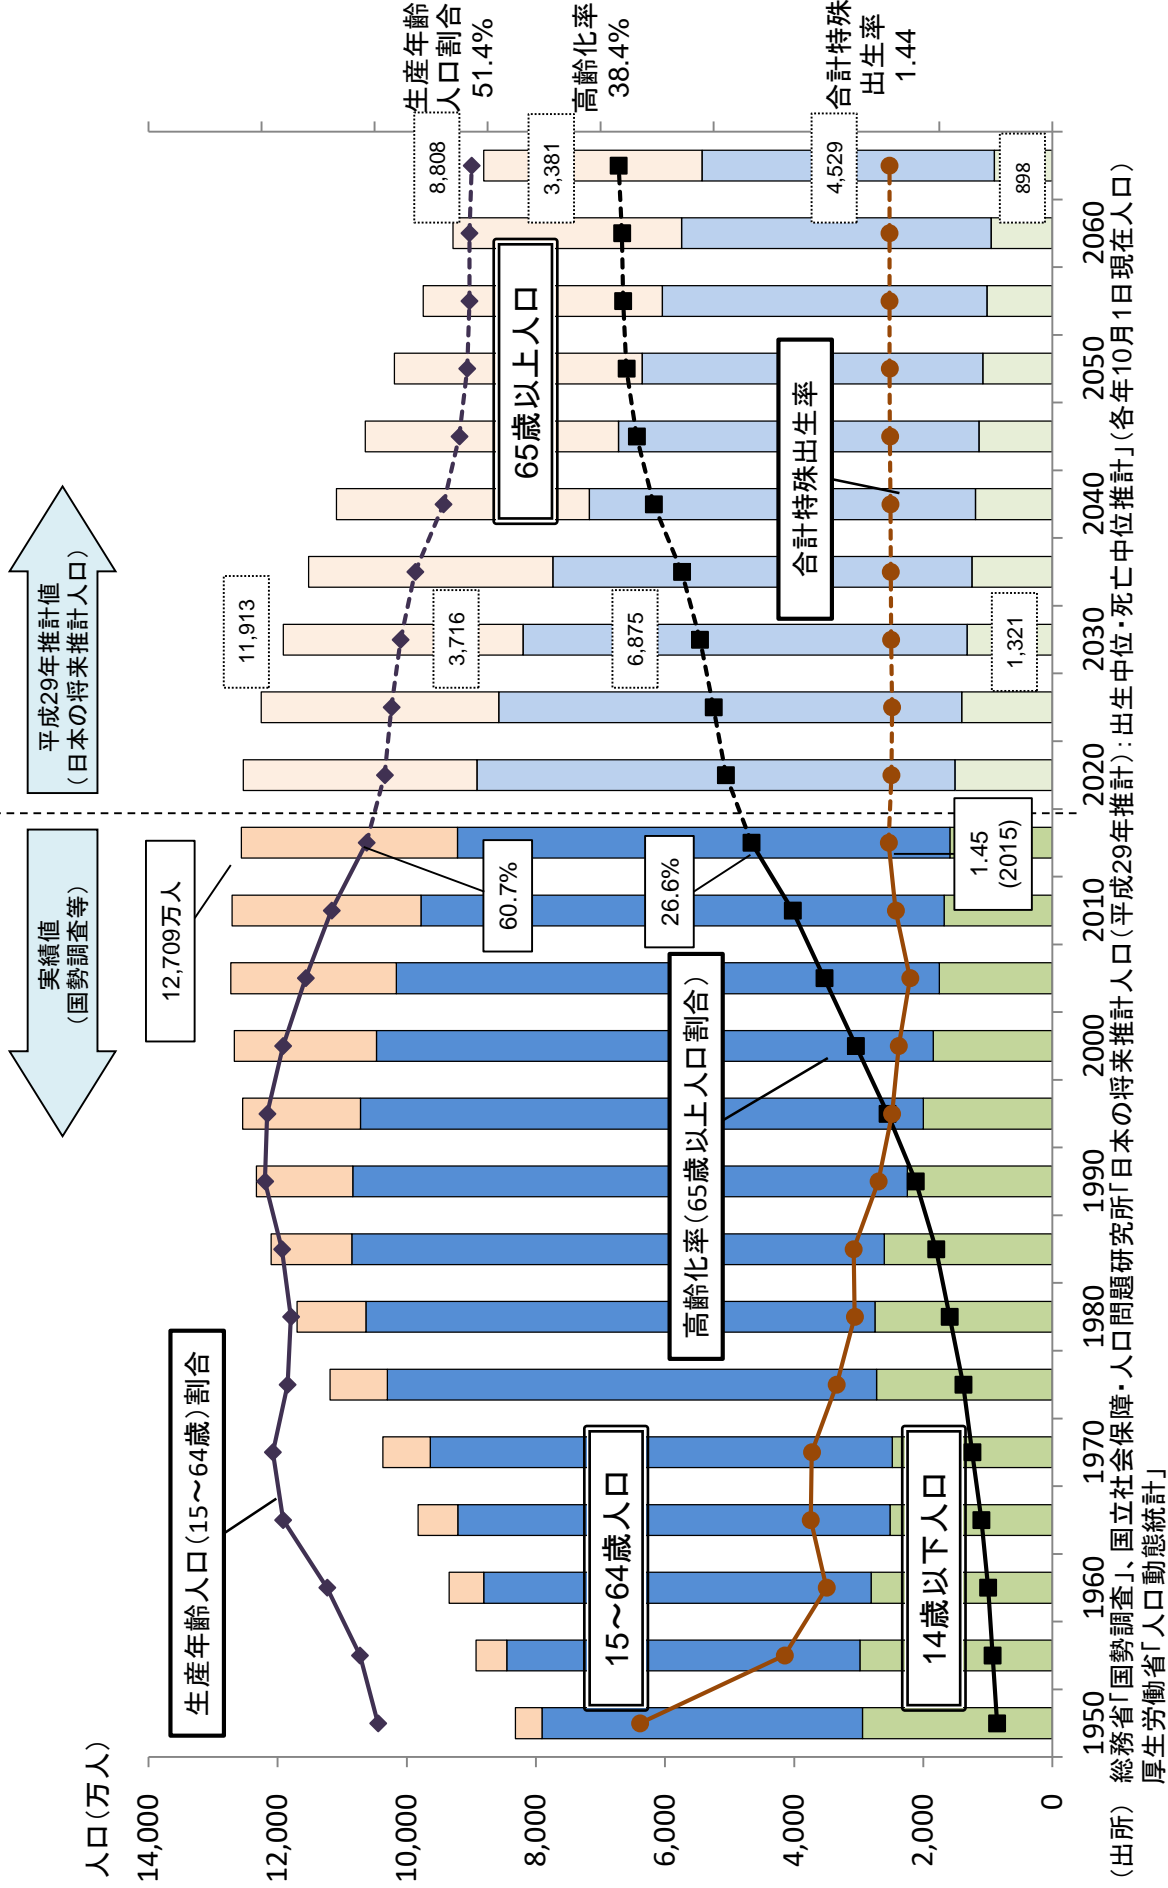 実績値
(国勢調査等)
平成29年推計値
(日本の将来推計人口)
人口(万人)
14,000
12,000
10,000
8,000
6,000
4,000
2,000
0
生産年齢人口(15～64歳)割合
12,709万人
11,913
8,808
生産年齢
人口割合
51.4%
60.7%
3,716
3,381
65歳以上人口
高齢化率
38.4%
26.6%
高齢化率(65歳以上人口割合)
15～64歳人口
6,875
4,529
合計特殊出生率
合計特殊
出生率
1.44
14歳以下人口
1.45
(2015)
1,321
898
1950
1960
1970
1980
1990
2000
2010
2020
2030
2040
2050
2060
(出所) 総務省「国勢調査」、国立社会保障・人口問題研究所「日本の将来推計人口(平成29年推計):出生中位・死亡中位推計」(各年10月1日現在人口)
厚生労働省「人口動態統計」